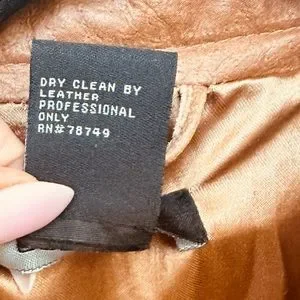 DRY CLEAN BY
LEATHER
PROFESSIONAL
ONLY
RN#78749